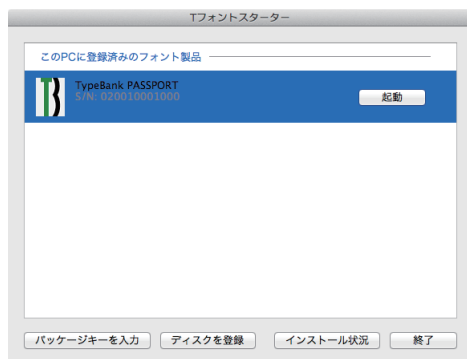 Tフォントスターター
このPCに登録済みのフォント製品
TypeBank PASSPORT
S/N: 020010001000
起動
パッケージキーを入力 ディスクを登録 インストール状況 終了